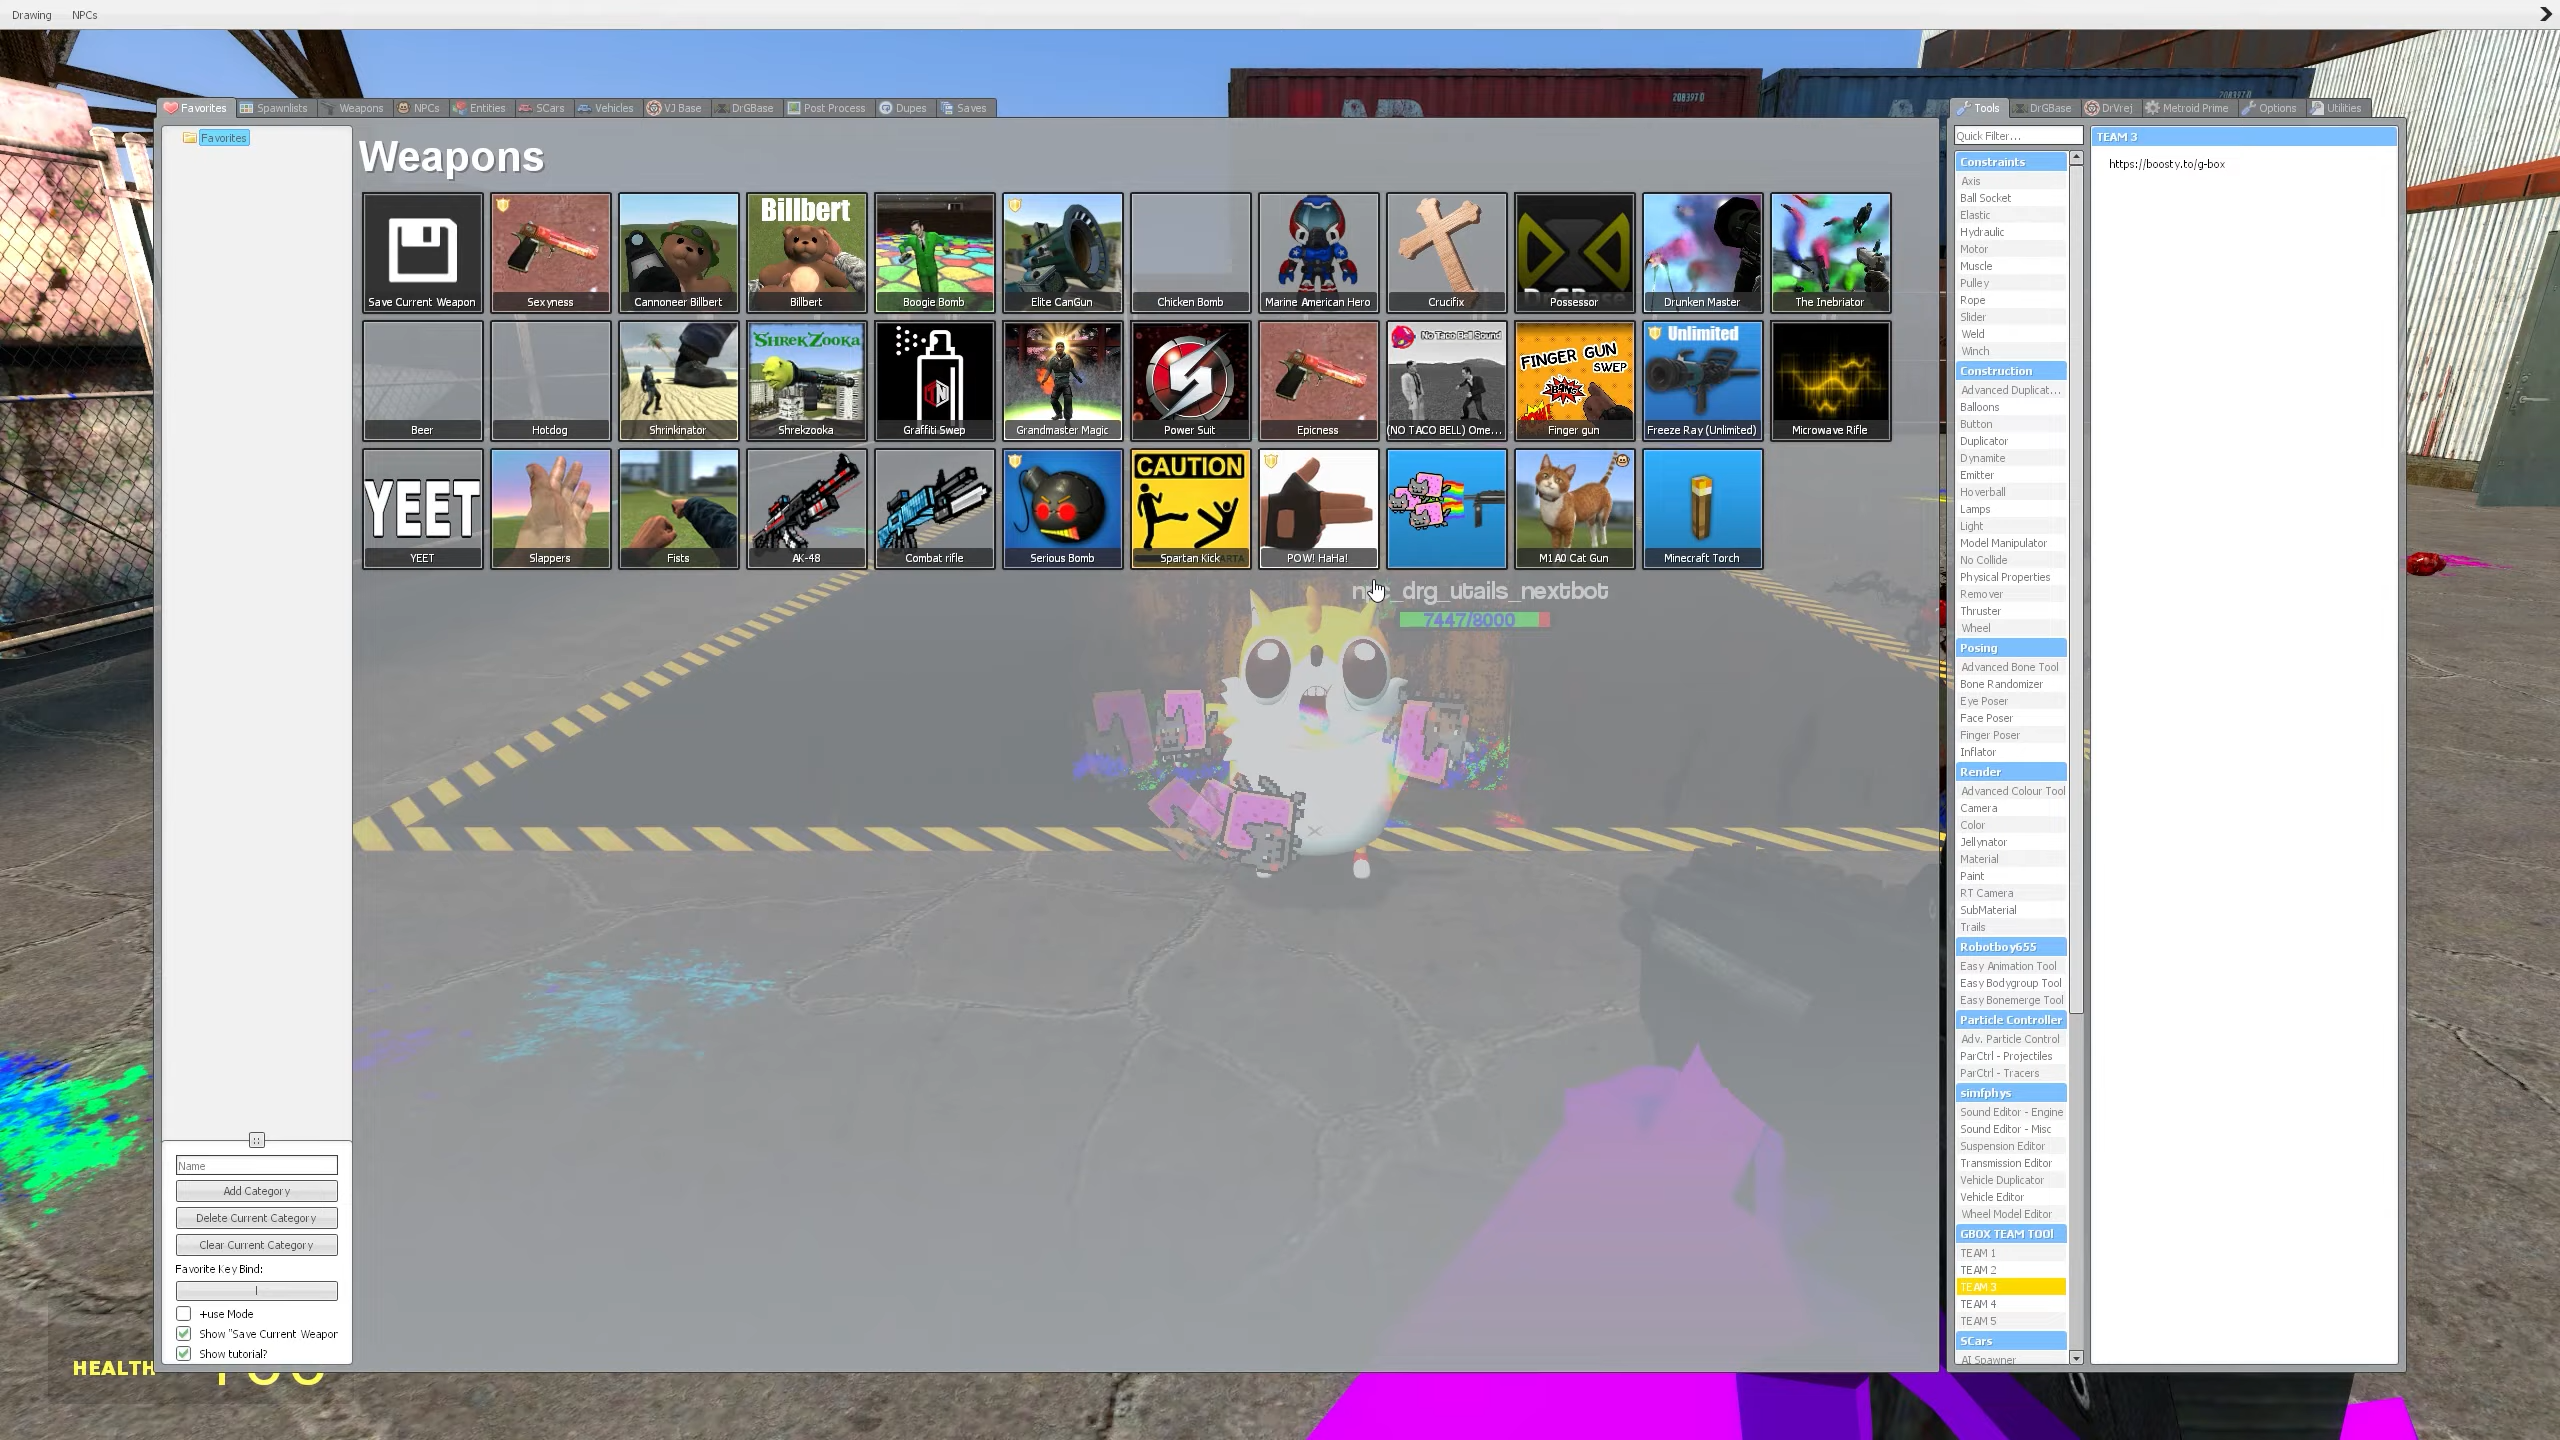 Drawing NPCs
Favorites Spawnlists Weapons NPCs Entities SCars Vehicles VJ Base DrGBase Post Process Dupes Saves
Favorites
Weapons
Save Current Weapon
Sexyness
Cannoneer Billbert
Billbert
Billbert
Boogie Bomb
Elite CanGun
Chicken Bomb
Marine American Hero
Crucifix
Possessor
Drunken Master
The Inebriator
Beer
Hotdog
Shrinkinator
SHREKZOOKA
Shrekzooka
Graffiti Swep
Grandmaster Magic
Power Suit
Epicness
No Taco Bell Sound
(NO TACO BELL) Ome...
FINGER GUN
SWEP
Finger gun
Unlimited
Freeze Ray (Unlimited)
Microwave Rifle
YEET
YEET
Slappers
Fists
AK-48
Combat rifle
Serious Bomb
CAUTION
Spartan Kick
POW! HaHa!
M1A0 Cat Gun
Minecraft Torch
_drg_utails_nextbot
7447/8000
Name
Add Category
Delete Current Category
Clear Current Category
Favorite Key Bind:
I
+use Mode
Show "Save Current Weapon
Show tutorial?
HEALTH
Tools DrGBase DrVrej Metroid Prime Options Utilities
Quick Filter...
Constraints
Axis
Ball Socket
Elastic
Hydraulic
Motor
Muscle
Pulley
Rope
Slider
Weld
Winch
Construction
Advanced Duplicat...
Balloons
Button
Duplicator
Dynamite
Emitter
Hoverball
Lamps
Light
Model Manipulator
No Collide
Physical Properties
Remover
Thruster
Wheel
Posing
Advanced Bone Tool
Bone Randomizer
Eye Poser
Face Poser
Finger Poser
Inflator
Render
Advanced Colour Tool
Camera
Color
Jellynator
Material
Paint
RT Camera
SubMaterial
Trails
Robotboy655
Easy Animation Tool
Easy Bodygroup Tool
Easy Bonemerge Tool
Particle Controller
Adv. Particle Control
ParCtrl - Projectiles
ParCtrl - Tracers
simfphys
Sound Editor - Engine
Sound Editor - Misc
Suspension Editor
Transmission Editor
Vehicle Duplicator
Vehicle Editor
Wheel Model Editor
GBOX TEAM TOOl
TEAM 1
TEAM 2
TEAM 3
TEAM 4
TEAM 5
SCars
AI Spawner
TEAM 3
https://boosty.to/g-box